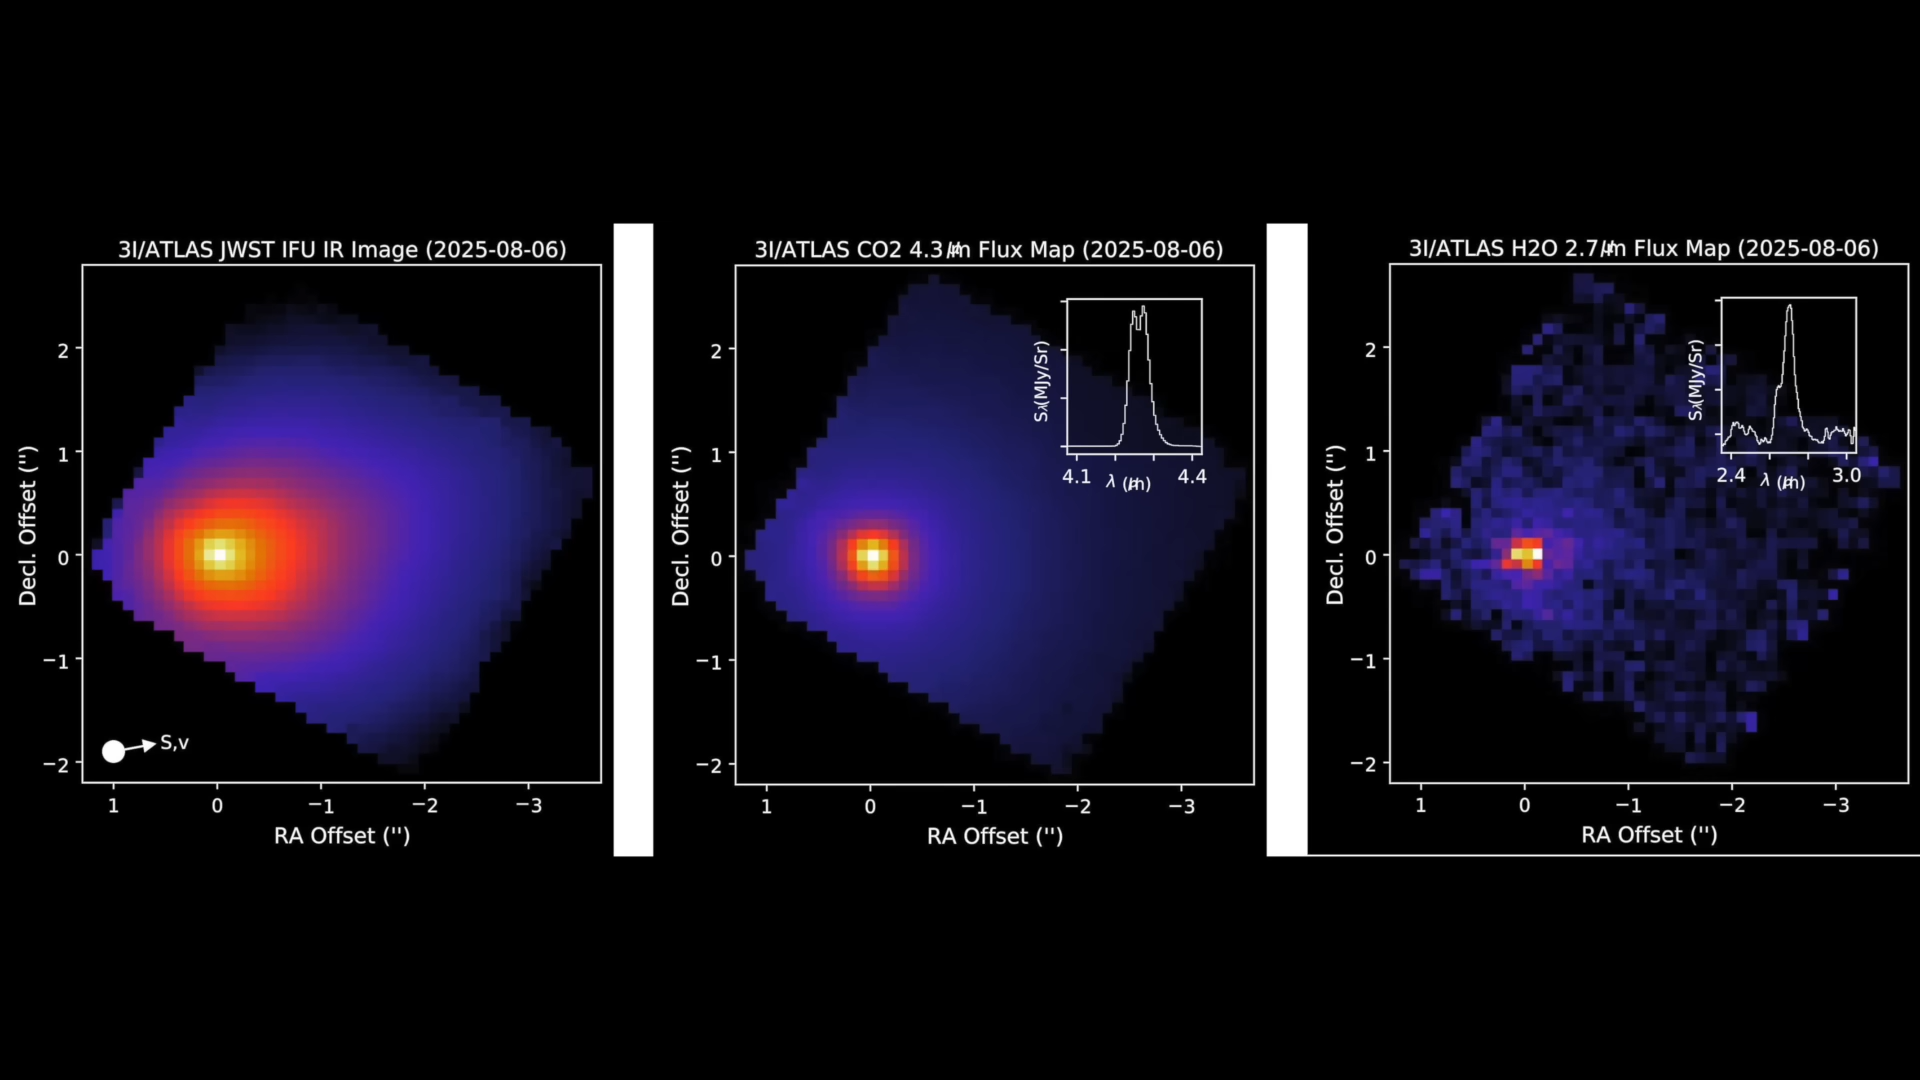 3I/ATLAS JWST IFU IR Image (2025-08-06)
2
1
0
−1
−2
Decl. Offset ('')
S,v
1
0
−1
−2
−3
RA Offset ('')
3I/ATLAS CO2 4.3μm Flux Map (2025-08-06)
2
1
0
−1
−2
Decl. Offset ('')
Sλ(MJy/Sr)
4.1
λ (μm)
4.4
1
0
−1
−2
−3
RA Offset ('')
3I/ATLAS H2O 2.7μm Flux Map (2025-08-06)
2
1
0
−1
−2
Decl. Offset ('')
Sλ(MJy/Sr)
2.4
λ (μm)
3.0
1
0
−1
−2
−3
RA Offset ('')